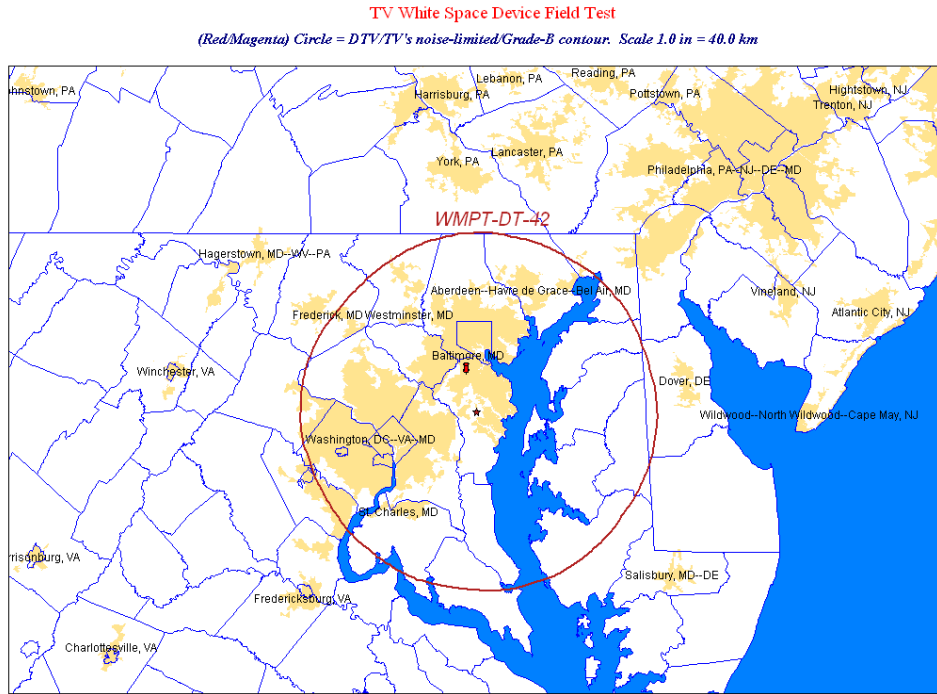 TV White Space Device Field Test
(Red/Magenta) Circle = DTV/TV's noise-limited/Grade-B contour. Scale 1.0 in = 40.0 km
Lebanon, PA
Reading, PA
hnstown, PA
Harrisburg, PA
Pottstown, PA
Hightstown, NJ
Trenton, NJ
York, PA
Lancaster, PA
Philadelphia, PA--NJ--DE--MD
WMPT-DT-42
Hagerstown, MD--WV--PA
Aberdeen--Havre de Grace--Bel Air, MD
Vineland, NJ
Frederick, MD
Westminster, MD
Atlantic City, NJ
Baltimore, MD
Winchester, VA
Dover, DE
Wildwood--North Wildwood--Cape May, NJ
Washington, DC--VA--MD
St. Charles, MD
rrisonburg, VA
Salisbury, MD--DE
Fredericksburg, VA
Charlottesville, VA